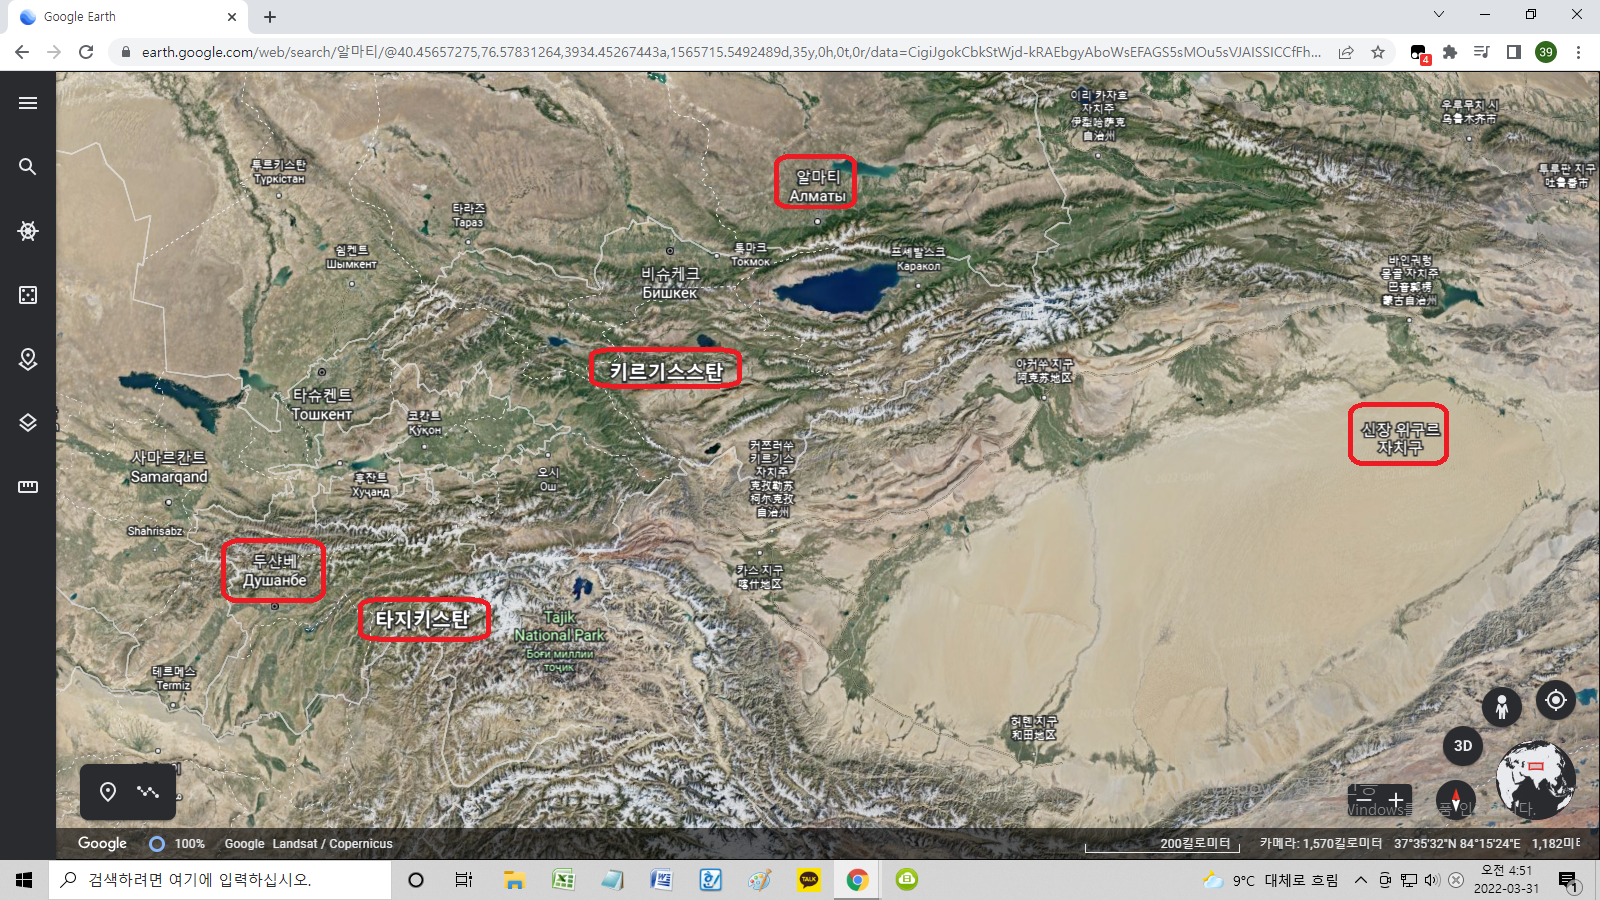 Google Earth
earth.google.com/web/search/알마티/@40.45657275,76.57831264,3934.45267443a,1565715.5492489d,35y,0h,0t,0r/data=CigiJgokCbkStWjd-kRAEbgyAboWsEFAGS5sMOu5sVJAISSICCfFh...
4
39
이리 카자흐
자치주
伊犁哈萨克
自治州
우루무치 시
乌鲁木齐市
투루판 지구
吐鲁番市
투르키스탄
Түркістан
알마티
Алматы
타라즈
Тараз
쉼켄트
Шымкент
톡마크
Токмок
프셰발스크
Каракол
비슈케크
Бишкек
바인궈렁
몽골 자치주
巴音郭楞
蒙古自治州
키르기스스탄
아커쑤 지구
阿克苏地区
타슈켄트
Тошкент
코칸트
Қўқон
신장 위구르
자치구
사마르칸트
Samarqand
후잔트
Хуҷанд
오시
Ош
커쯔러쑤
키르기스
자치주
克孜勒苏
柯尔克孜
自治州
Shahrisabz
두샨베
Душанбе
카스 지구
喀什地区
타지키스탄
Tajik
National Park
Боғи миллии
тоҷик
테르메스
Termiz
허톈 지구
和田地区
3D
Google
100%
Google Landsat / Copernicus
200킬로미터
카메라: 1,570킬로미터 37°35'32"N 84°15'24"E 1,182미터
검색하려면 여기에 입력하십시오.
TALK
9°C 대체로 흐림
오전 4:51
2022-03-31
1